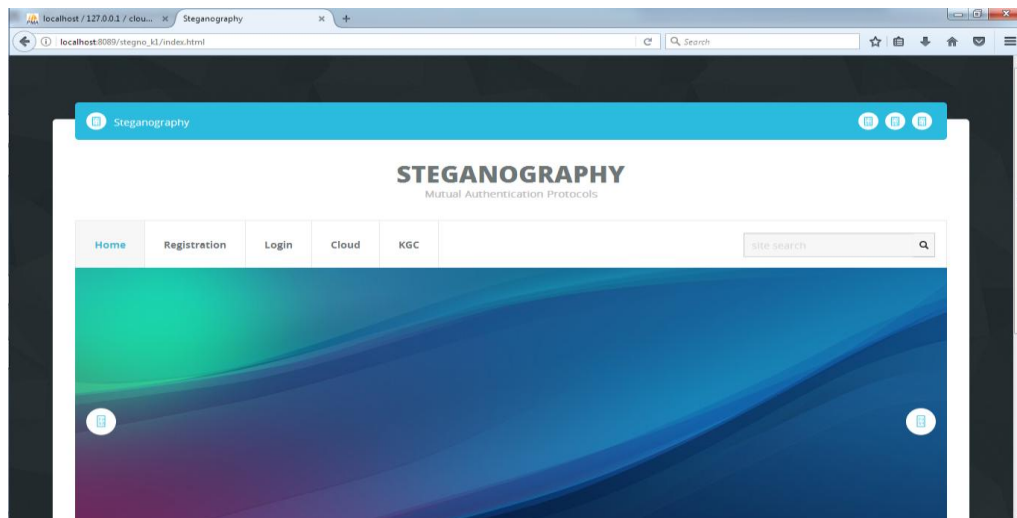 localhost / 127.0.0.1 / clou...
Steganography
localhost:8089/stegno_k1/index.html
Search
Steganography
STEGANOGRAPHY
Mutual Authentication Protocols
Home Registration Login Cloud KGC
site search